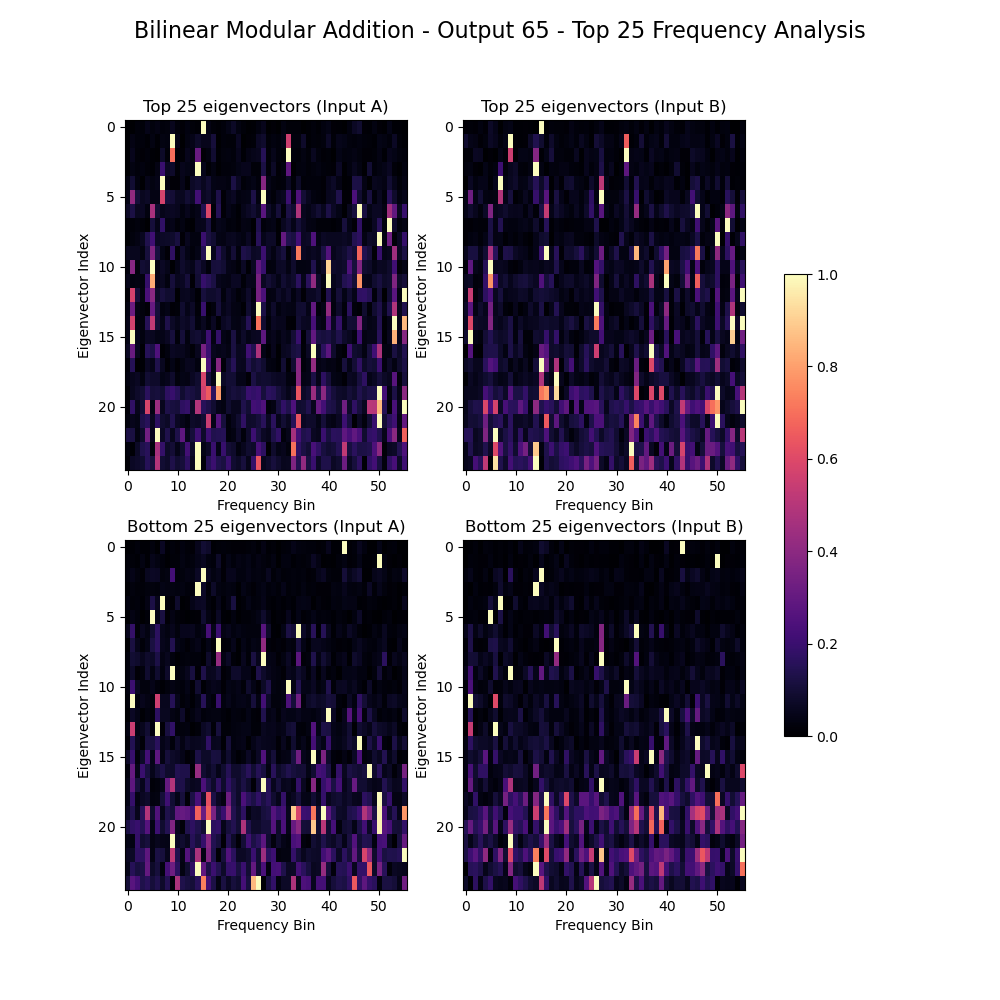 Bilinear Modular Addition - Output 65 - Top 25 Frequency Analysis
Top 25 eigenvectors (Input A)
Top 25 eigenvectors (Input B)
Eigenvector Index
0
5
10
15
20
0 10 20 30 40 50
Frequency Bin
Eigenvector Index
0
5
10
15
20
0 10 20 30 40 50
Frequency Bin
Bottom 25 eigenvectors (Input A)
Bottom 25 eigenvectors (Input B)
Eigenvector Index
0
5
10
15
20
0 10 20 30 40 50
Frequency Bin
Eigenvector Index
0
5
10
15
20
0 10 20 30 40 50
Frequency Bin
1.0
0.8
0.6
0.4
0.2
0.0